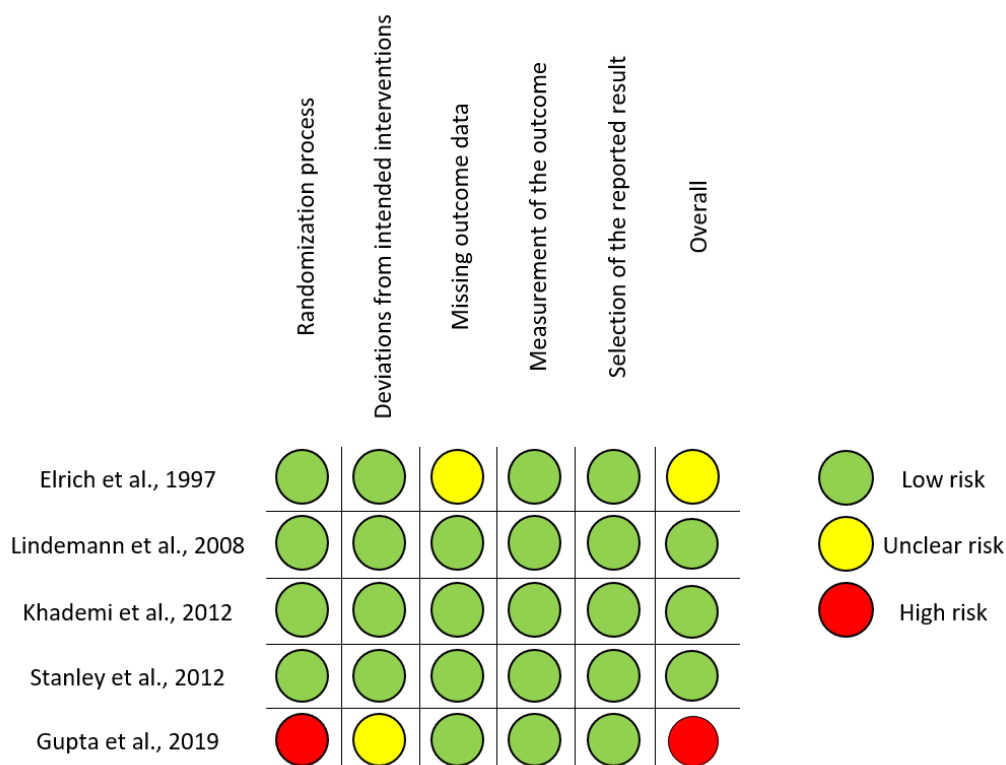 Randomization process
Deviations from intended interventions
Missing outcome data
Measurement of the outcome
Selection of the reported result
Overall
Elrich et al., 1997
Low risk
Lindemann et al., 2008
Unclear risk
Khademi et al., 2012
High risk
Stanley et al., 2012
Gupta et al., 2019